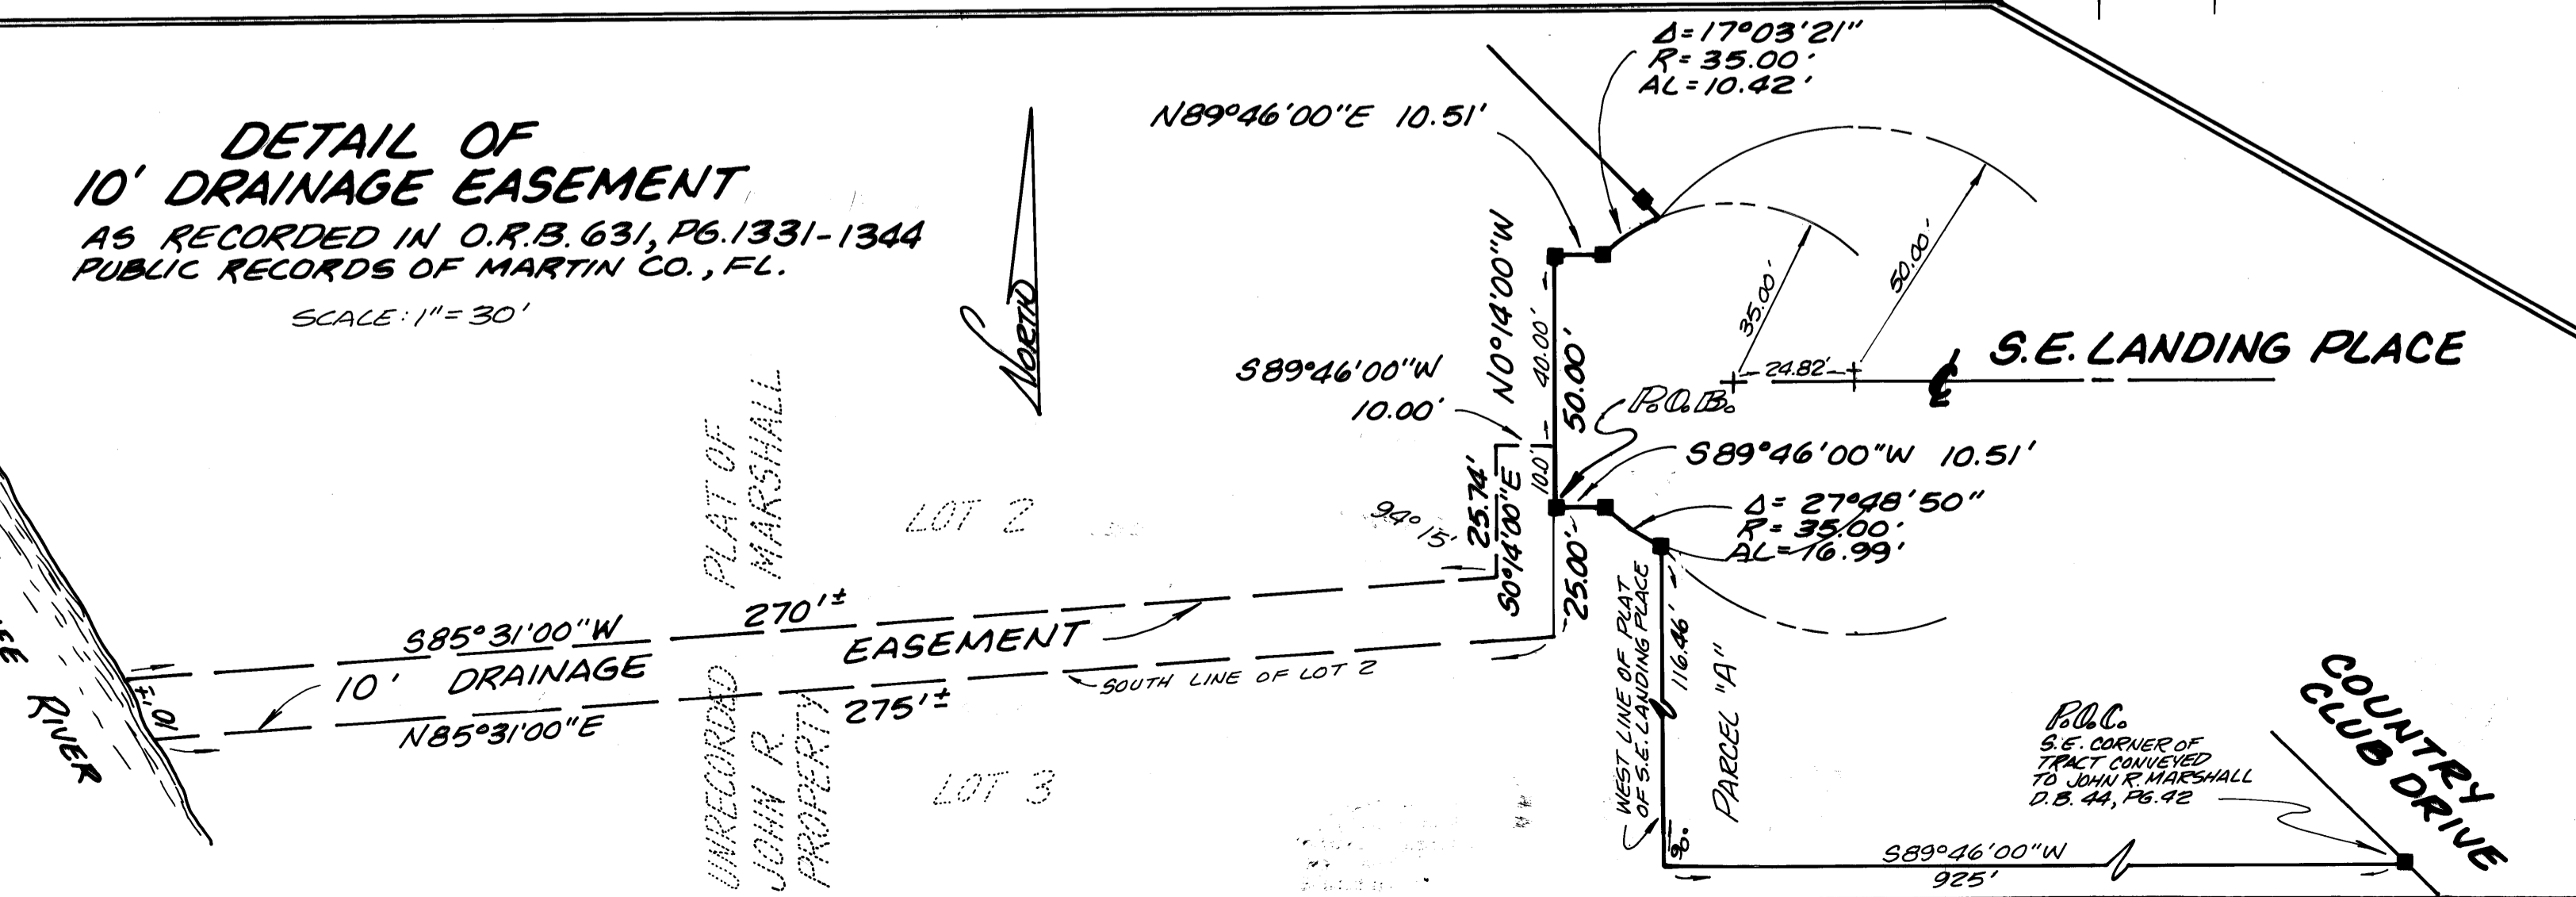 DETAIL OF
10' DRAINAGE EASEMENT
AS RECORDED IN O.R.B. 631, PG. 1331-1344
PUBLIC RECORDS OF MARTIN CO., FL.
SCALE: 1" = 30'
NORTH
Δ= 17°03'21"
R= 35.00'
AL= 10.42'
N89°46'00"E 10.51'
N0°14'00"W
40.00'
50.00'
35.00'
50.00'
24.82'
℄ S.E. LANDING PLACE
S89°46'00"W
10.00'
P.O.B.
10.0'
S89°46'00"W 10.51'
25.74'
S0°14'00"E
94°15'
25.00'
Δ= 27°48'50"
R= 35.00'
AL= 16.99'
PLAT OF
MARSHALL
LOT 2
S85°31'00"W
270'±
10' DRAINAGE EASEMENT
10'±
SOUTH LINE OF LOT 2
N85°31'00"E
275'±
RIVER
UNRECORDED
JOHN R.
PROPERTY
LOT 3
WEST LINE OF PLAT
OF S.E. LANDING PLACE
116.46'
PARCEL "A"
90°
P.O.C.
S.E. CORNER OF
TRACT CONVEYED
TO JOHN R. MARSHALL
D.B. 44, PG. 42
COUNTRY
CLUB DRIVE
S89°46'00"W
925'